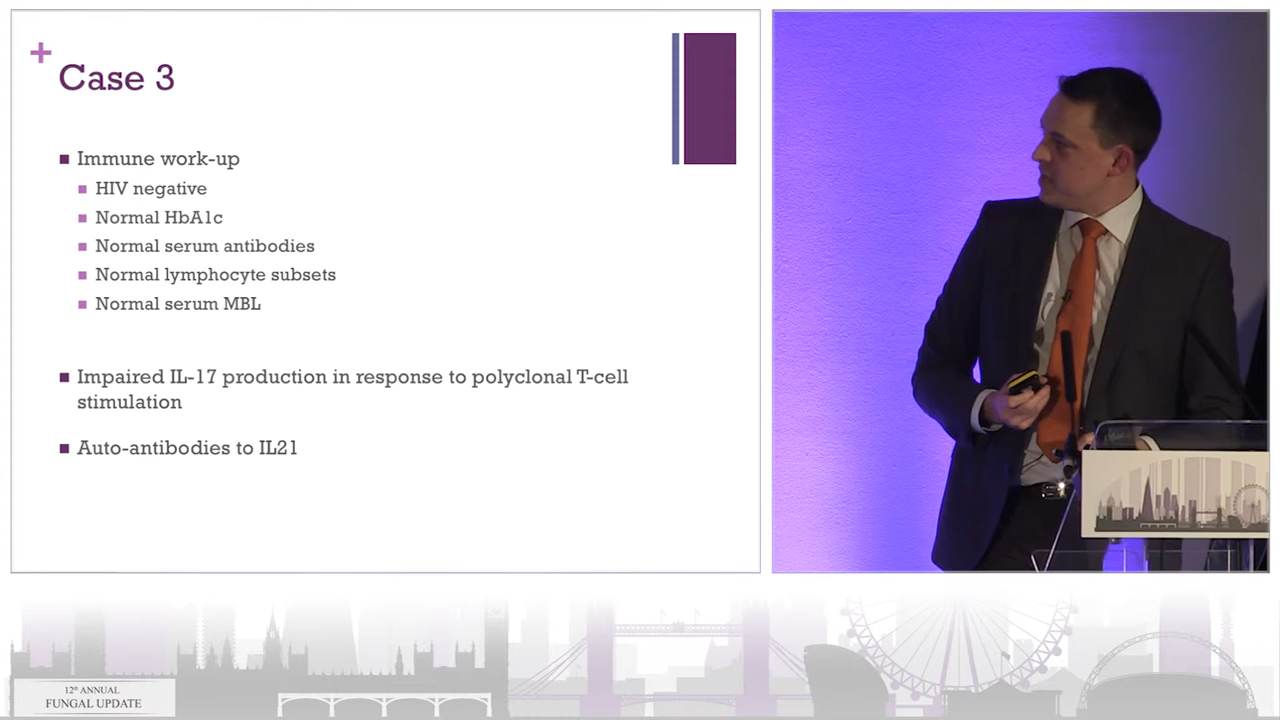 +
Case 3
Immune work-up
HIV negative
Normal HbA1c
Normal serum antibodies
Normal lymphocyte subsets
Normal serum MBL
Impaired IL-17 production in response to polyclonal T-cell
stimulation
Auto-antibodies to IL21
12th ANNUAL
FUNGAL UPDATE